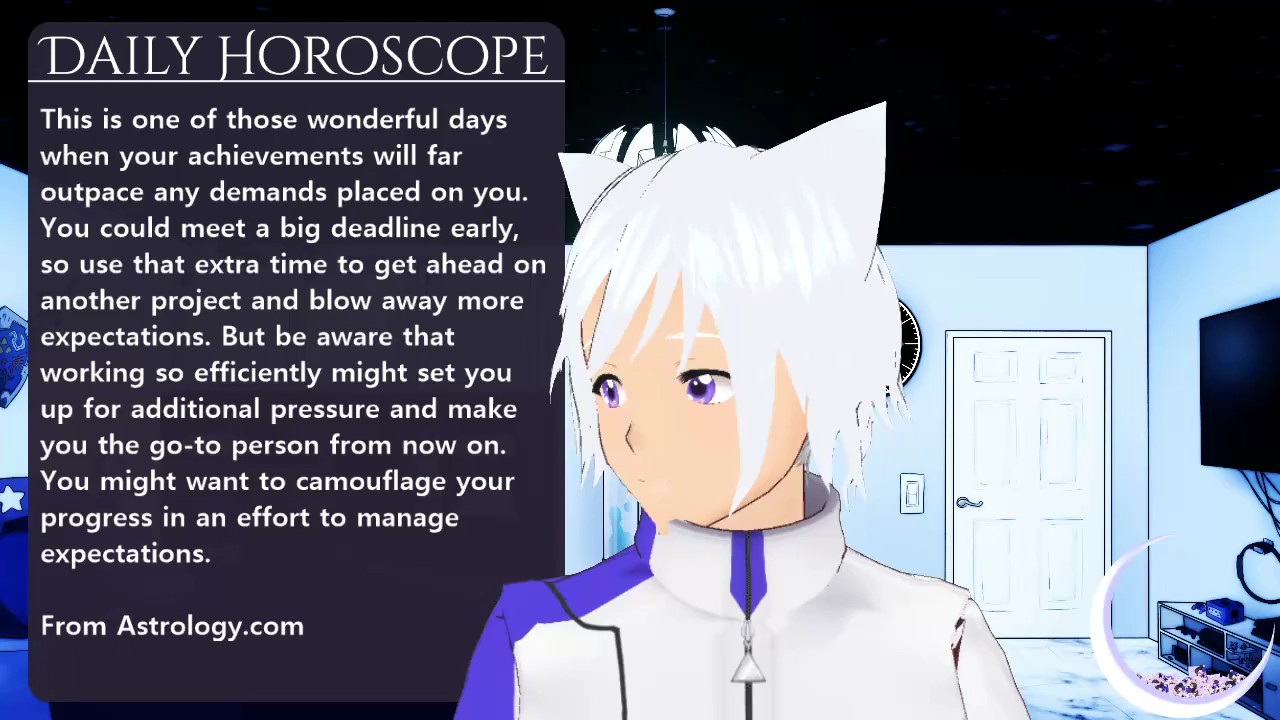 DAILY HOROSCOPE
This is one of those wonderful days
when your achievements will far
outpace any demands placed on you.
You could meet a big deadline early,
so use that extra time to get ahead on
another project and blow away more
expectations. But be aware that
working so efficiently might set you
up for additional pressure and make
you the go-to person from now on.
You might want to camouflage your
progress in an effort to manage
expectations.
From Astrology.com